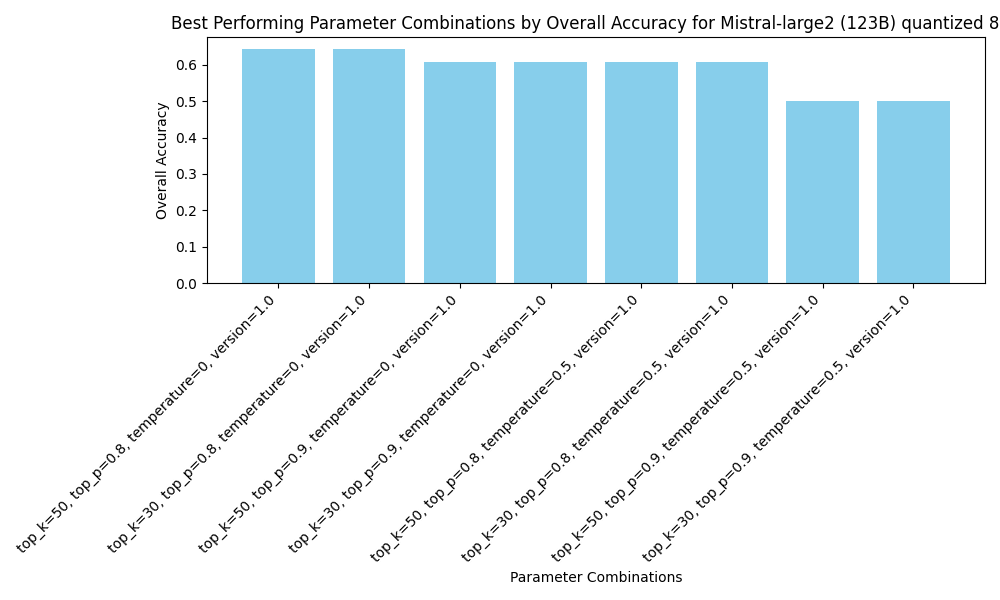 Best Performing Parameter Combinations by Overall Accuracy for Mistral-large2 (123B) quantized 8
Overall Accuracy
0.6
0.5
0.4
0.3
0.2
0.1
0.0
top_k=50, top_p=0.8, temperature=0, version=1.0
top_k=30, top_p=0.8, temperature=0, version=1.0
top_k=50, top_p=0.9, temperature=0, version=1.0
top_k=30, top_p=0.9, temperature=0, version=1.0
top_k=50, top_p=0.8, temperature=0.5, version=1.0
top_k=30, top_p=0.8, temperature=0.5, version=1.0
top_k=50, top_p=0.9, temperature=0.5, version=1.0
top_k=30, top_p=0.9, temperature=0.5, version=1.0
Parameter Combinations